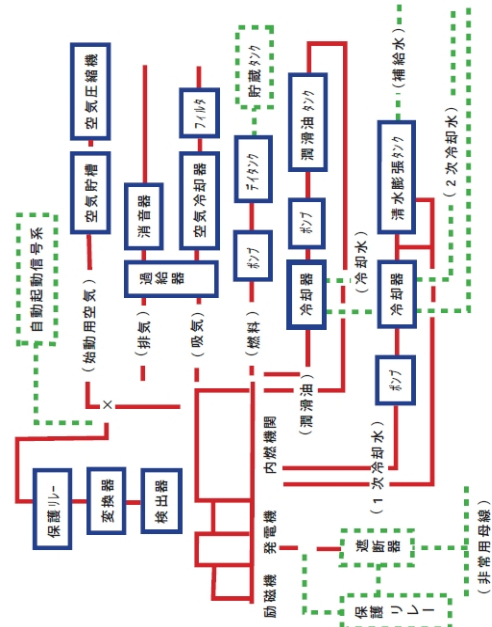 空気圧縮機
空気貯槽
自動起動信号系
(始動用空気)
消音器
過給器
(排気)
フィルタ
空気冷却器
(吸気)
貯蔵タンク
デイタンク
ポンプ
(燃料)
潤滑油タンク
ポンプ
冷却器
(冷却水)
(潤滑油)
(補給水)
清水膨張タンク
(2次冷却水)
冷却器
ポンプ
(1次冷却水)
×
保護リレー
変換器
検出器
内燃機関
発電機
励磁機
遮断器
保護リレー
(非常用母線)